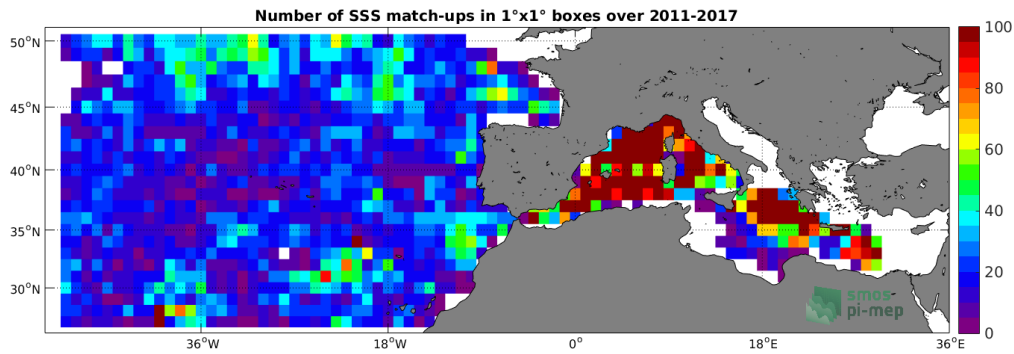 Number of SSS match-ups in 1°x1° boxes over 2011-2017
50°N
45°N
40°N
35°N
30°N
36°W
18°W
0°
18°E
36°E
100
80
60
40
20
0
smos
pi-mep